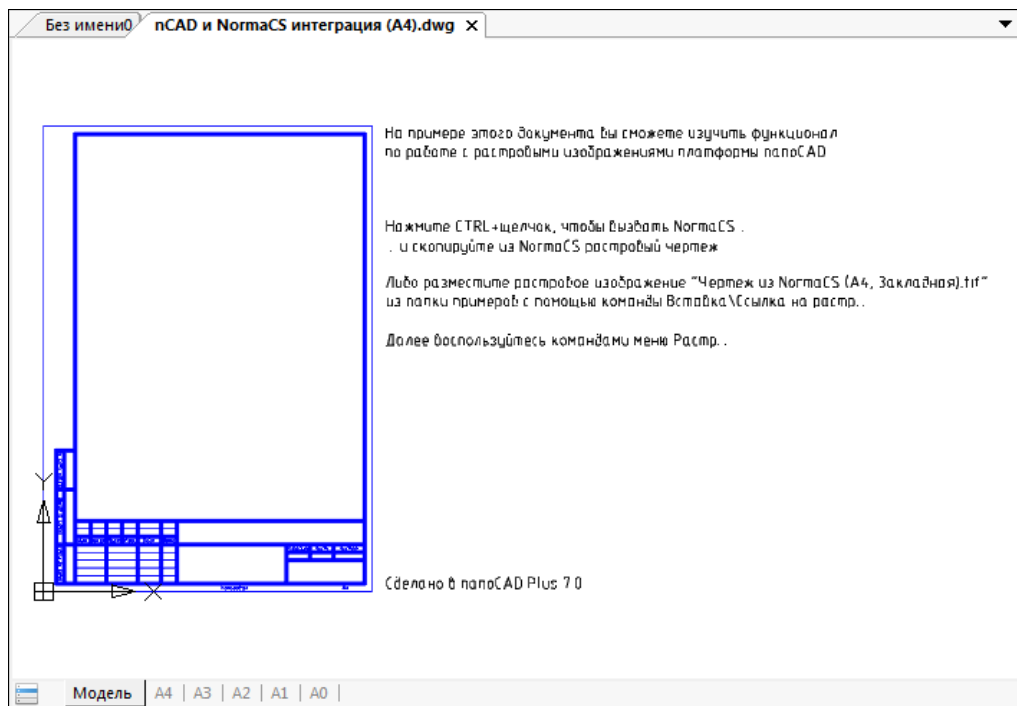 Без имени0
nCAD и NormaCS интеграция (A4).dwg
На примере этого документа вы сможете изучить функционал
по работе с растровыми изображениями платформы nanoCAD
Нажмите CTRL+щелчок, чтобы вызвать NormaCS .
. и скопируйте из NormaCS растровый чертеж
Либо разместите растровое изображение "Чертеж из NormaCS (A4, Закладная).tif"
из папки примеров с помощью команды Вставка\Ссылка на растр..
Далее воспользуйтесь командами меню Растр..
Y
X
Сделано в nanoCAD Plus 7.0
Модель A4 A3 A2 A1 A0